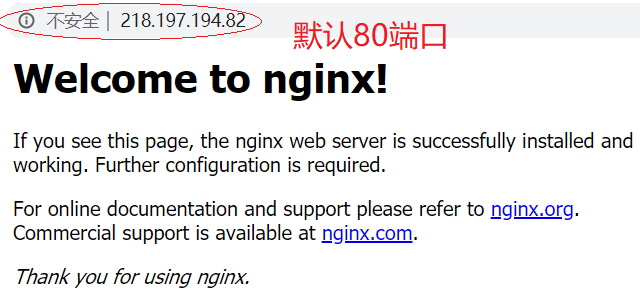 不安全 | 218.197.194.82
默认80端口
Welcome to nginx!
If you see this page, the nginx web server is successfully installed and
working. Further configuration is required.
For online documentation and support please refer to nginx.org.
Commercial support is available at nginx.com.
Thank you for using nginx.